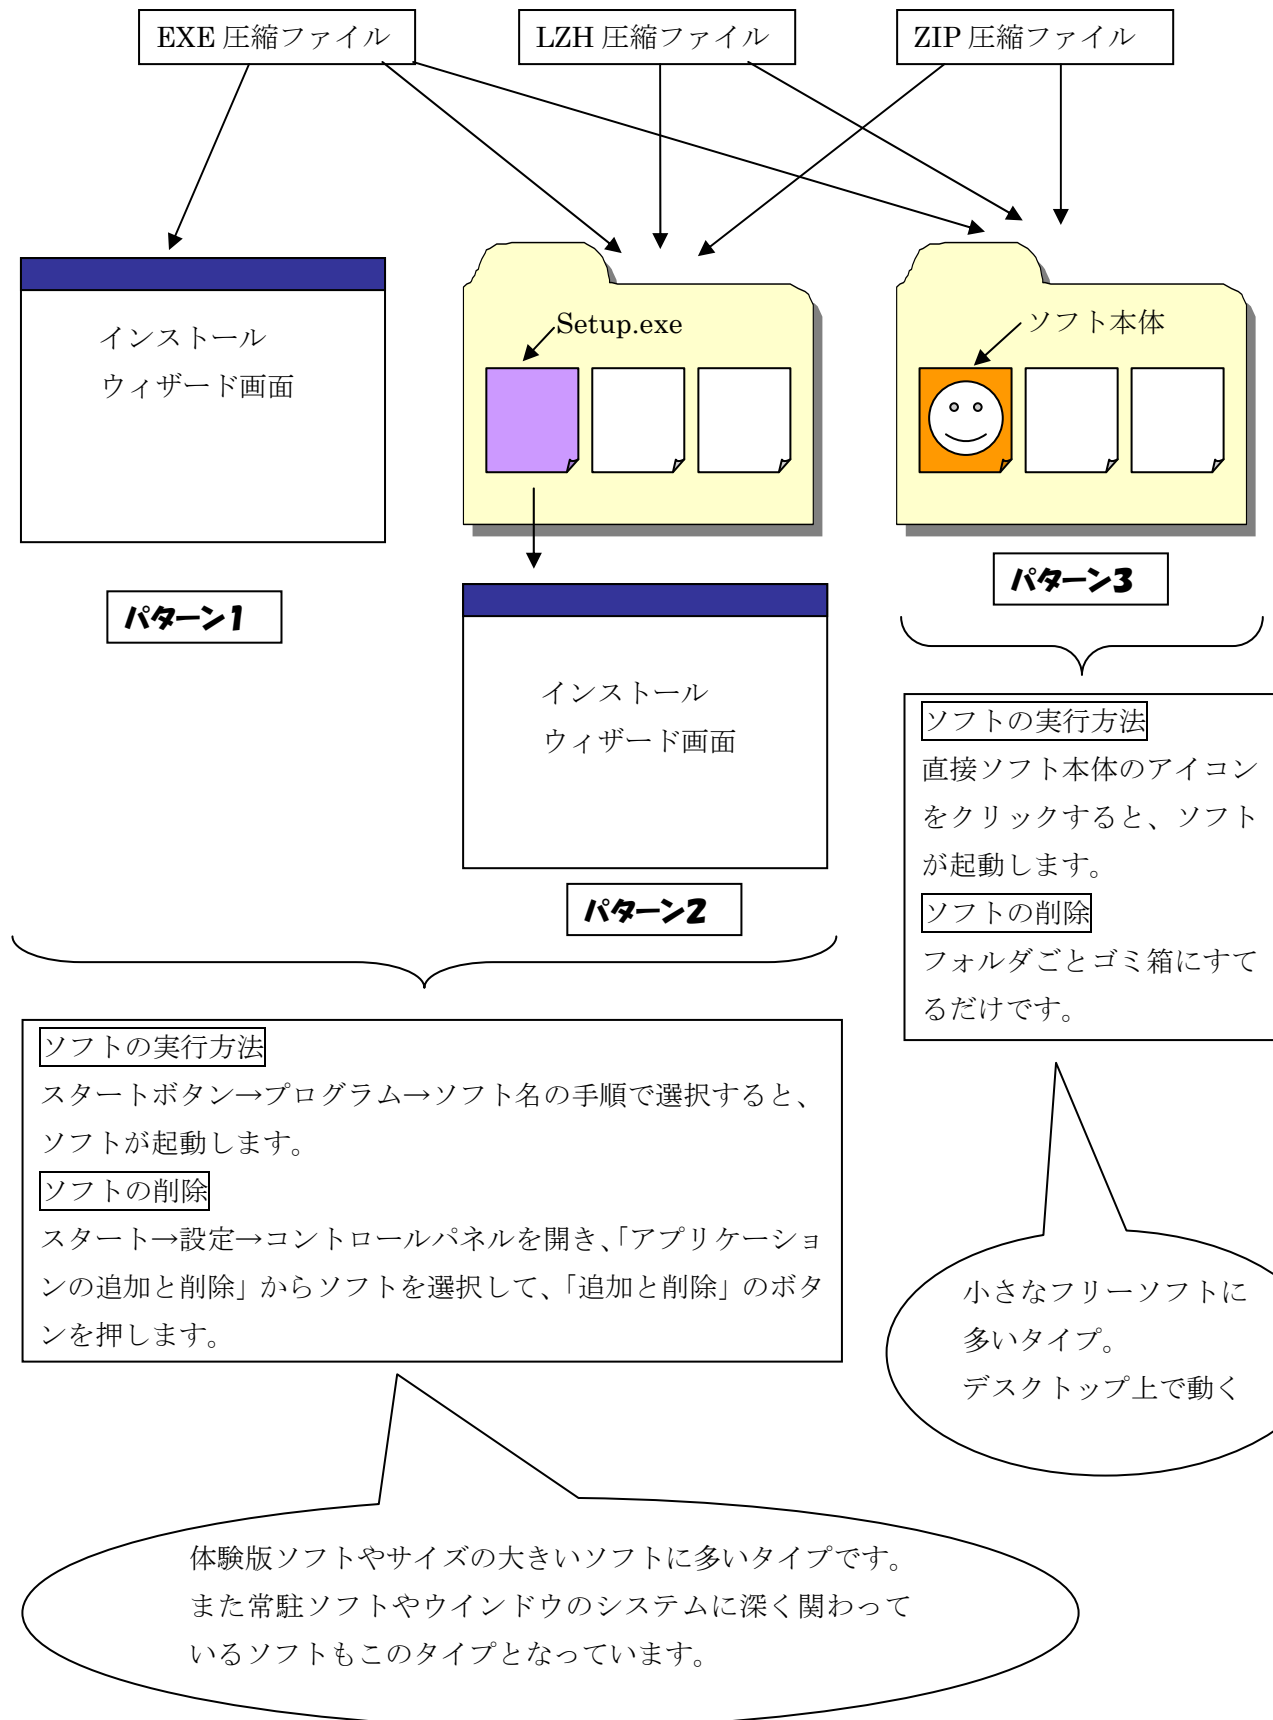 EXE 圧縮ファイル
LZH 圧縮ファイル
ZIP 圧縮ファイル
インストール
ウィザード画面
Setup.exe
ソフト本体
パターン1
インストール
ウィザード画面
パターン2
パターン3
ソフトの実行方法
直接ソフト本体のアイコン
をクリックすると、ソフト
が起動します。
ソフトの削除
フォルダごとゴミ箱にすて
るだけです。
ソフトの実行方法
スタートボタン→プログラム→ソフト名の手順で選択すると、
ソフトが起動します。
ソフトの削除
スタート→設定→コントロールパネルを開き、「アプリケーショ
ンの追加と削除」からソフトを選択して、「追加と削除」のボタ
ンを押します。
小さなフリーソフトに
多いタイプ。
デスクトップ上で動く
体験版ソフトやサイズの大きいソフトに多いタイプです。
また常駐ソフトやウインドウのシステムに深く関わって
いるソフトもこのタイプとなっています。